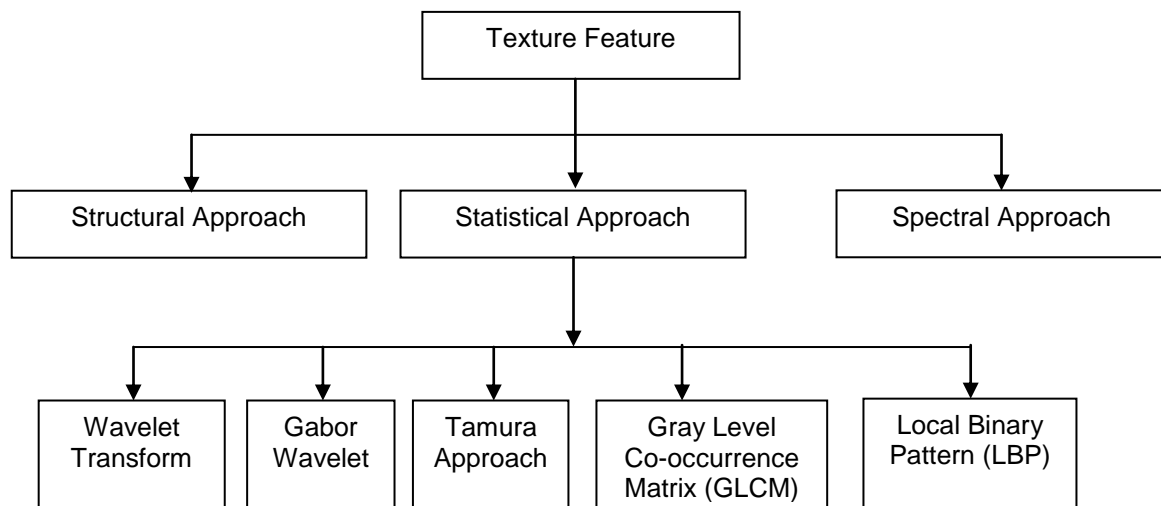 Texture Feature
Structural Approach
Statistical Approach
Spectral Approach
Wavelet
Transform
Gabor
Wavelet
Tamura
Approach
Gray Level
Co-occurrence
Matrix (GLCM)
Local Binary
Pattern (LBP)